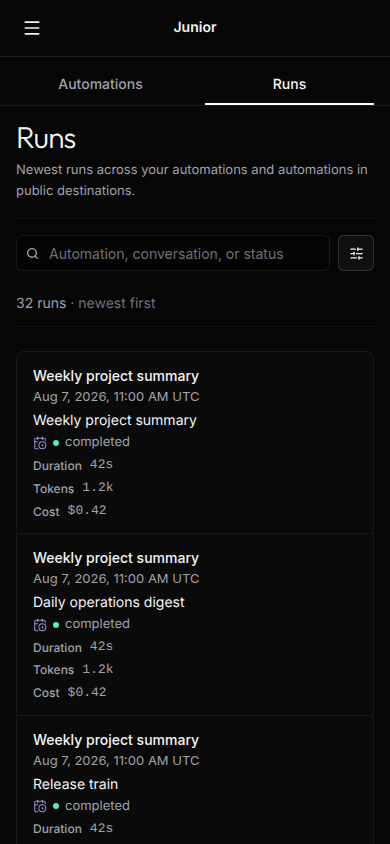 Junior
Automations
Runs
Runs
Newest runs across your automations and automations in
public destinations.
Automation, conversation, or status
32 runs · newest first
Weekly project summary
Aug 7, 2026, 11:00 AM UTC
Weekly project summary
completed
Duration 42s
Tokens 1.2k
Cost $0.42
Weekly project summary
Aug 7, 2026, 11:00 AM UTC
Daily operations digest
completed
Duration 42s
Tokens 1.2k
Cost $0.42
Weekly project summary
Aug 7, 2026, 11:00 AM UTC
Release train
completed
Duration 42s